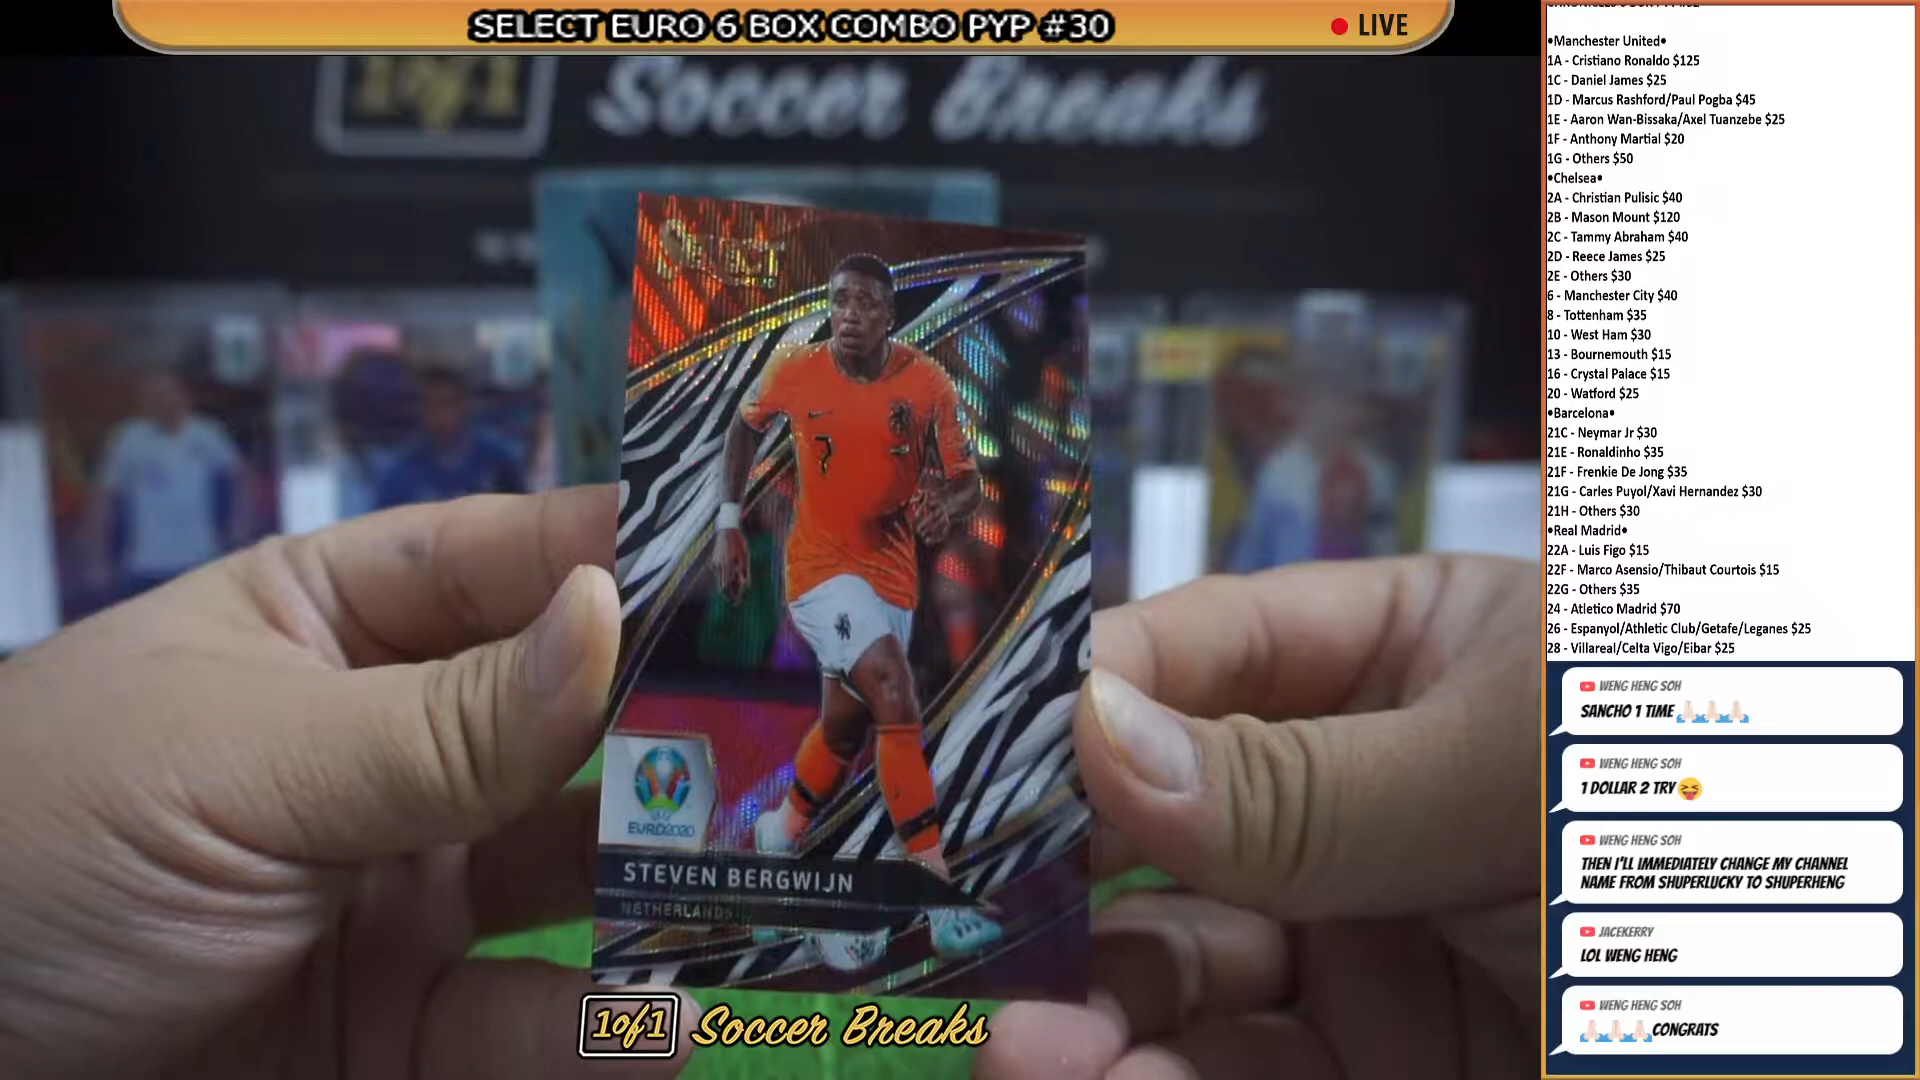 SELECT EURO 6 BOX COMBO PYP #30
LIVE
1of1 Soccer Breaks
SELECT
7
UEFA
EURO2020
STEVEN BERGWIJN
NETHERLANDS
1of1 Soccer Breaks
•Manchester United•
1A - Cristiano Ronaldo $125
1C - Daniel James $25
1D - Marcus Rashford/Paul Pogba $45
1E - Aaron Wan-Bissaka/Axel Tuanzebe $25
1F - Anthony Martial $20
1G - Others $50
•Chelsea•
2A - Christian Pulisic $40
2B - Mason Mount $120
2C - Tammy Abraham $40
2D - Reece James $25
2E - Others $30
6 - Manchester City $40
8 - Tottenham $35
10 - West Ham $30
13 - Bournemouth $15
16 - Crystal Palace $15
20 - Watford $25
•Barcelona•
21C - Neymar Jr $30
21E - Ronaldinho $35
21F - Frenkie De Jong $35
21G - Carles Puyol/Xavi Hernandez $30
21H - Others $30
•Real Madrid•
22A - Luis Figo $15
22F - Marco Asensio/Thibaut Courtois $15
22G - Others $35
24 - Atletico Madrid $70
26 - Espanyol/Athletic Club/Getafe/Leganes $25
28 - Villareal/Celta Vigo/Eibar $25
WENG HENG SOH
SANCHO 1 TIME 🙏🏻🙏🏻🙏🏻
WENG HENG SOH
1 DOLLAR 2 TRY😝
WENG HENG SOH
THEN I'LL IMMEDIATELY CHANGE MY CHANNEL
NAME FROM SHUPERLUCKY TO SHUPERHENG
JACEKERRY
LOL WENG HENG
WENG HENG SOH
🙏🏻🙏🏻🙏🏻CONGRATS